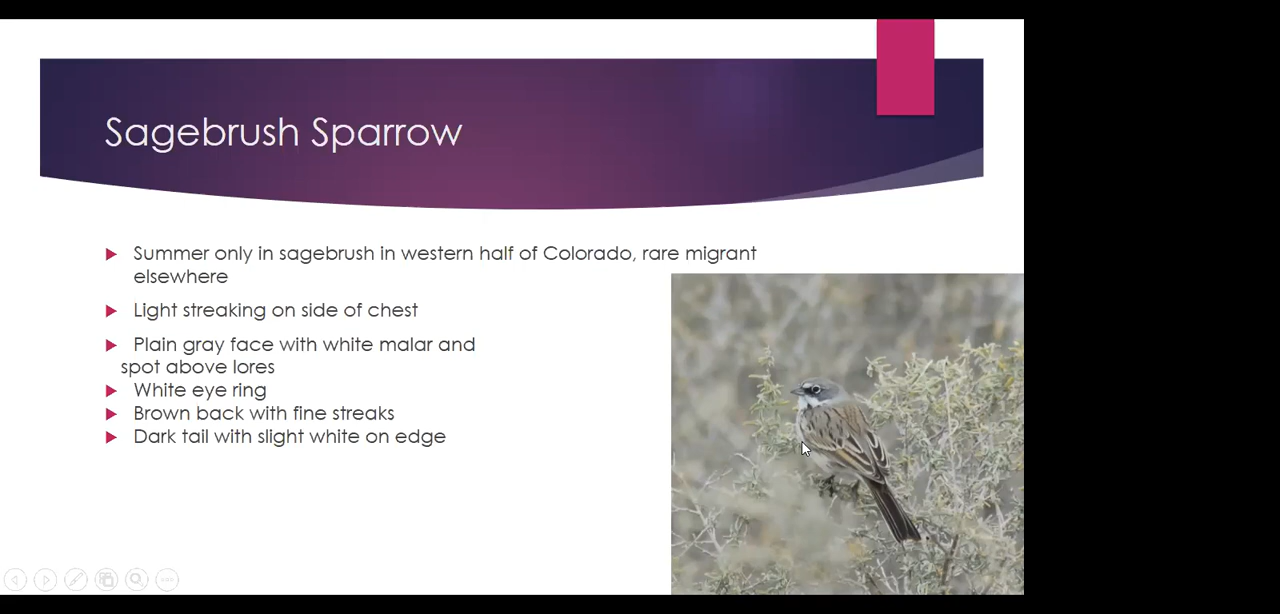 Sagebrush Sparrow
Summer only in sagebrush in western half of Colorado, rare migrant
elsewhere
Light streaking on side of chest
Plain gray face with white malar and
spot above lores
White eye ring
Brown back with fine streaks
Dark tail with slight white on edge